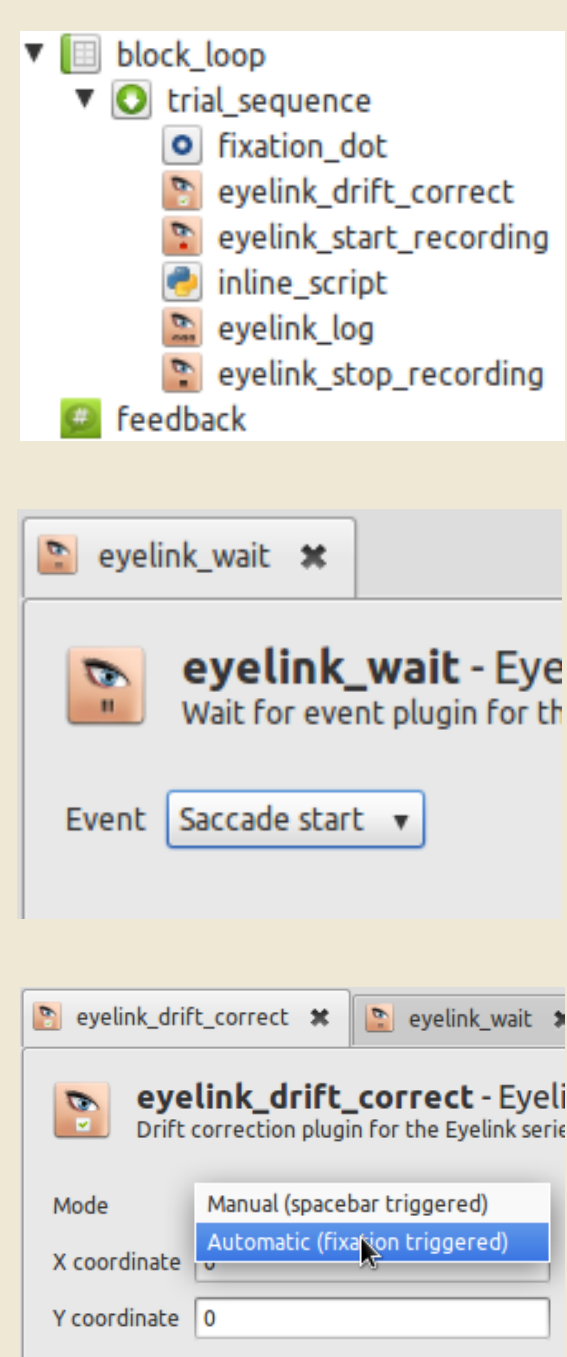 block_loop
trial_sequence
fixation_dot
eyelink_drift_correct
eyelink_start_recording
inline_script
eyelink_log
eyelink_stop_recording
feedback
eyelink_wait
eyelink_wait - Eye
Wait for event plugin for th
Event Saccade start
eyelink_drift_correct eyelink_wait
eyelink_drift_correct - Eyeli
Drift correction plugin for the Eyelink serie
Mode Manual (spacebar triggered)
Automatic (fixation triggered)
X coordinate 0
Y coordinate 0